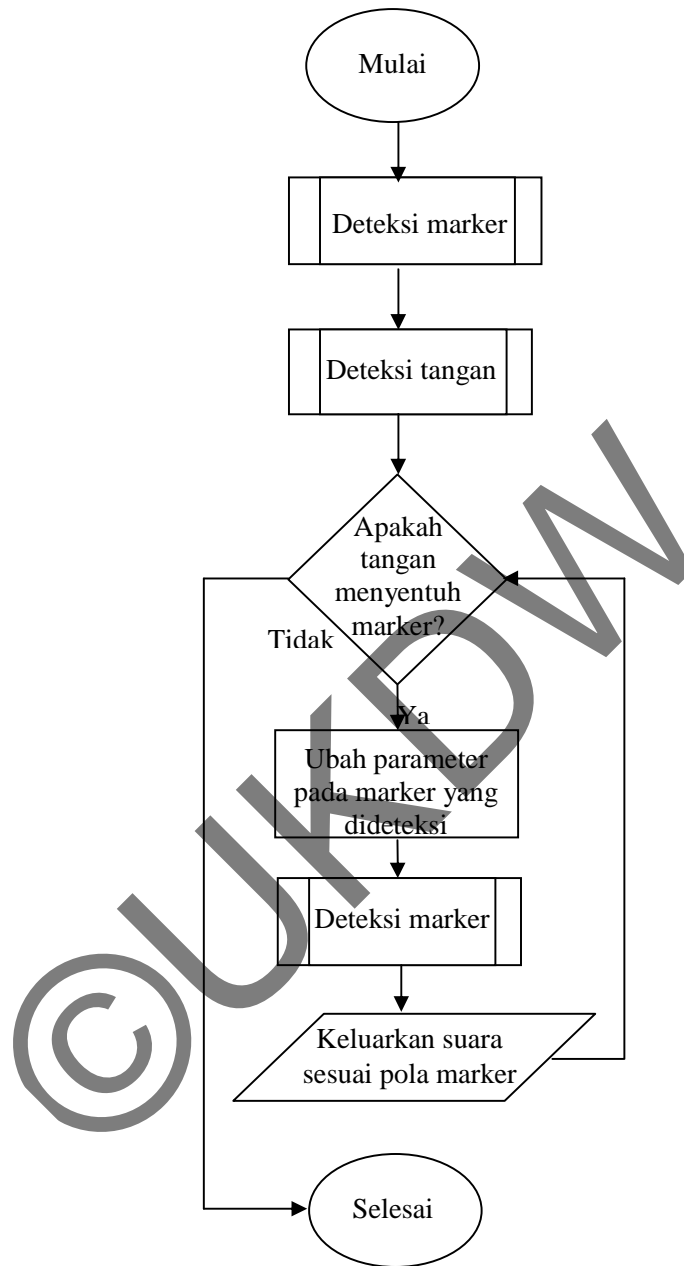 Mulai
Deteksi marker
Deteksi tangan
Apakah
tangan
menyentuh
marker?
Tidak
Ya
Ubah parameter
pada marker yang
dideteksi
Deteksi marker
Keluarkan suara
sesuai pola marker
Selesai
©UKDW